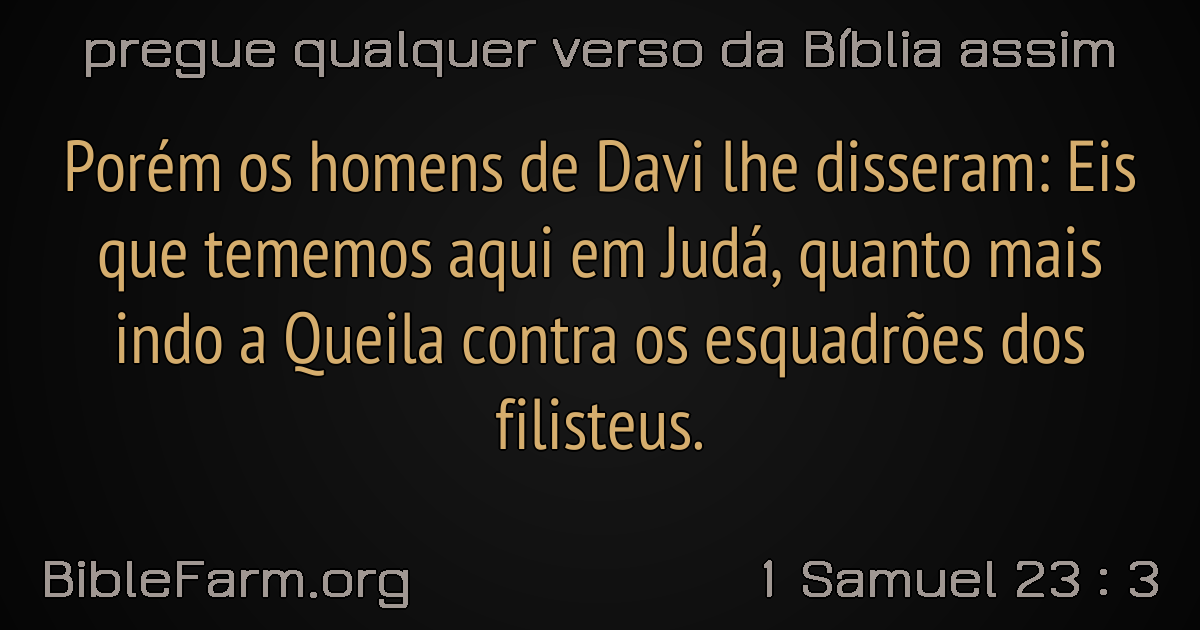 pregue qualquer verso da Bíblia assim
Porém os homens de Davi lhe disseram: Eis
que tememos aqui em Judá, quanto mais
indo a Queila contra os esquadrões dos
filisteus.
BibleFarm.org
1 Samuel 23 : 3